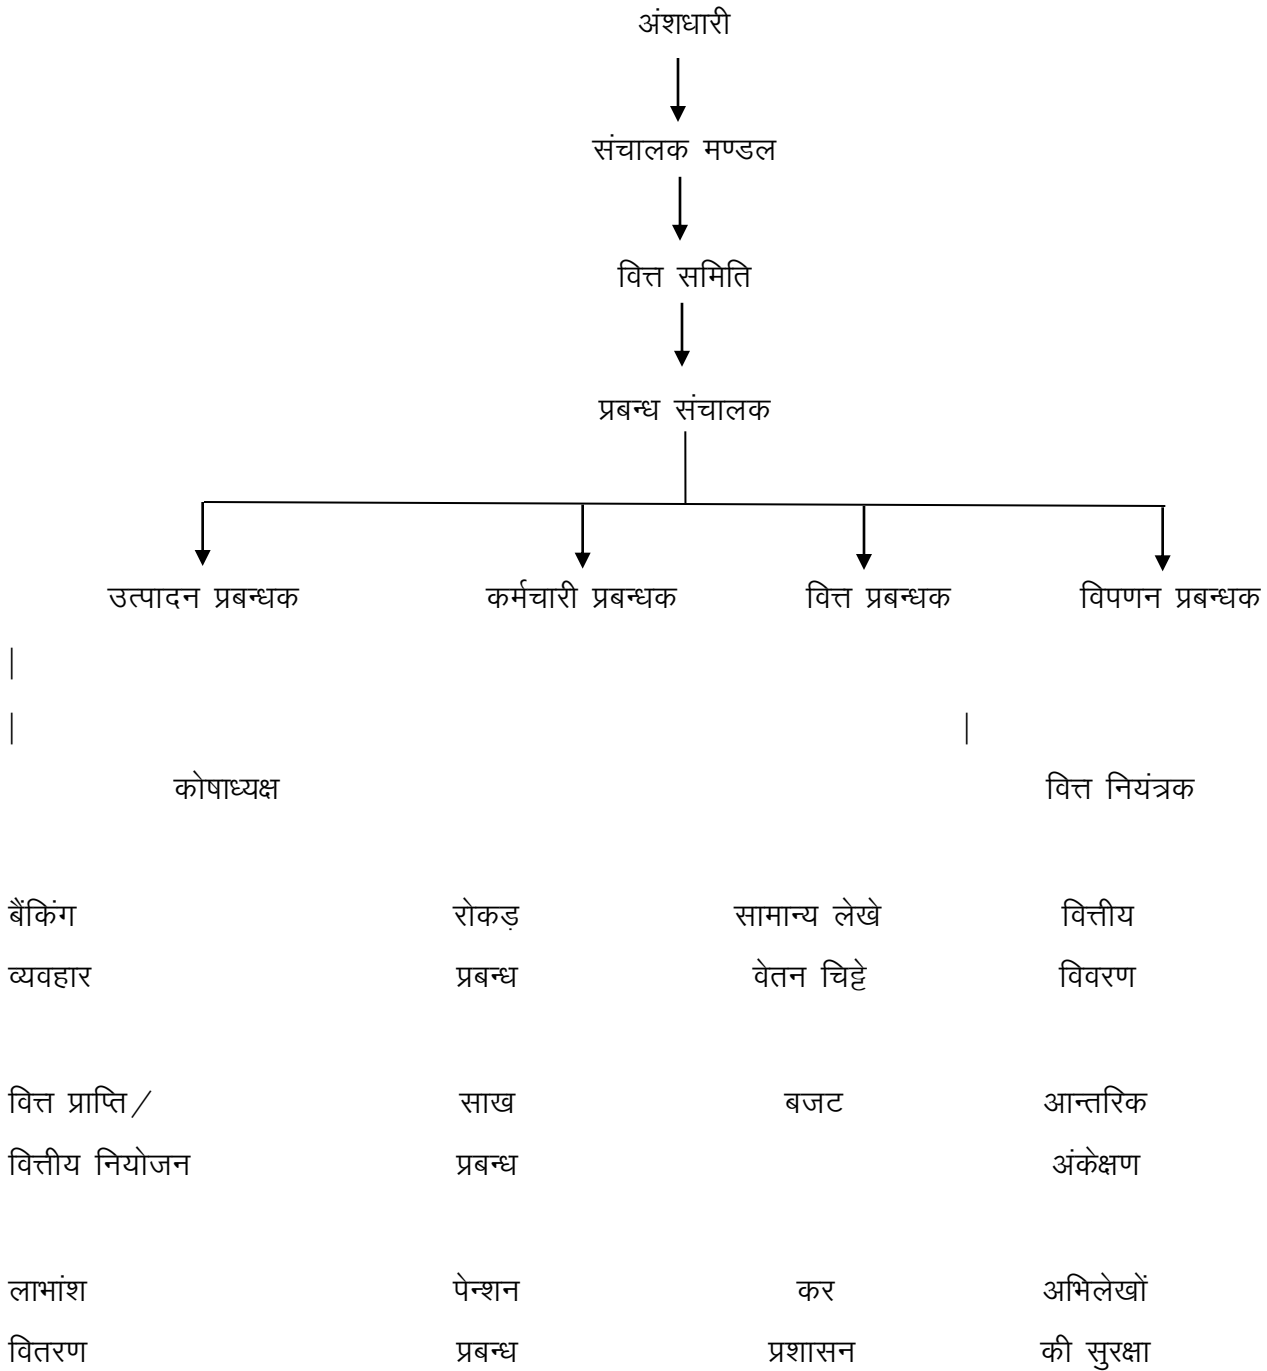 अंशधारी
संचालक मण्डल
वित्त समिति
प्रबन्ध संचालक
उत्पादन प्रबन्धक कर्मचारी प्रबन्धक वित्त प्रबन्धक विपणन प्रबन्धक
|
| |
कोषाध्यक्ष वित्त नियंत्रक
बैंकिंग रोकड़ सामान्य लेखे वित्तीय
व्यवहार प्रबन्ध वेतन चिट्टे विवरण
वित्त प्राप्ति/ साख बजट आन्तरिक
वित्तीय नियोजन प्रबन्ध अंकेक्षण
लाभांश पेन्शन कर अभिलेखों
वितरण प्रबन्ध प्रशासन की सुरक्षा